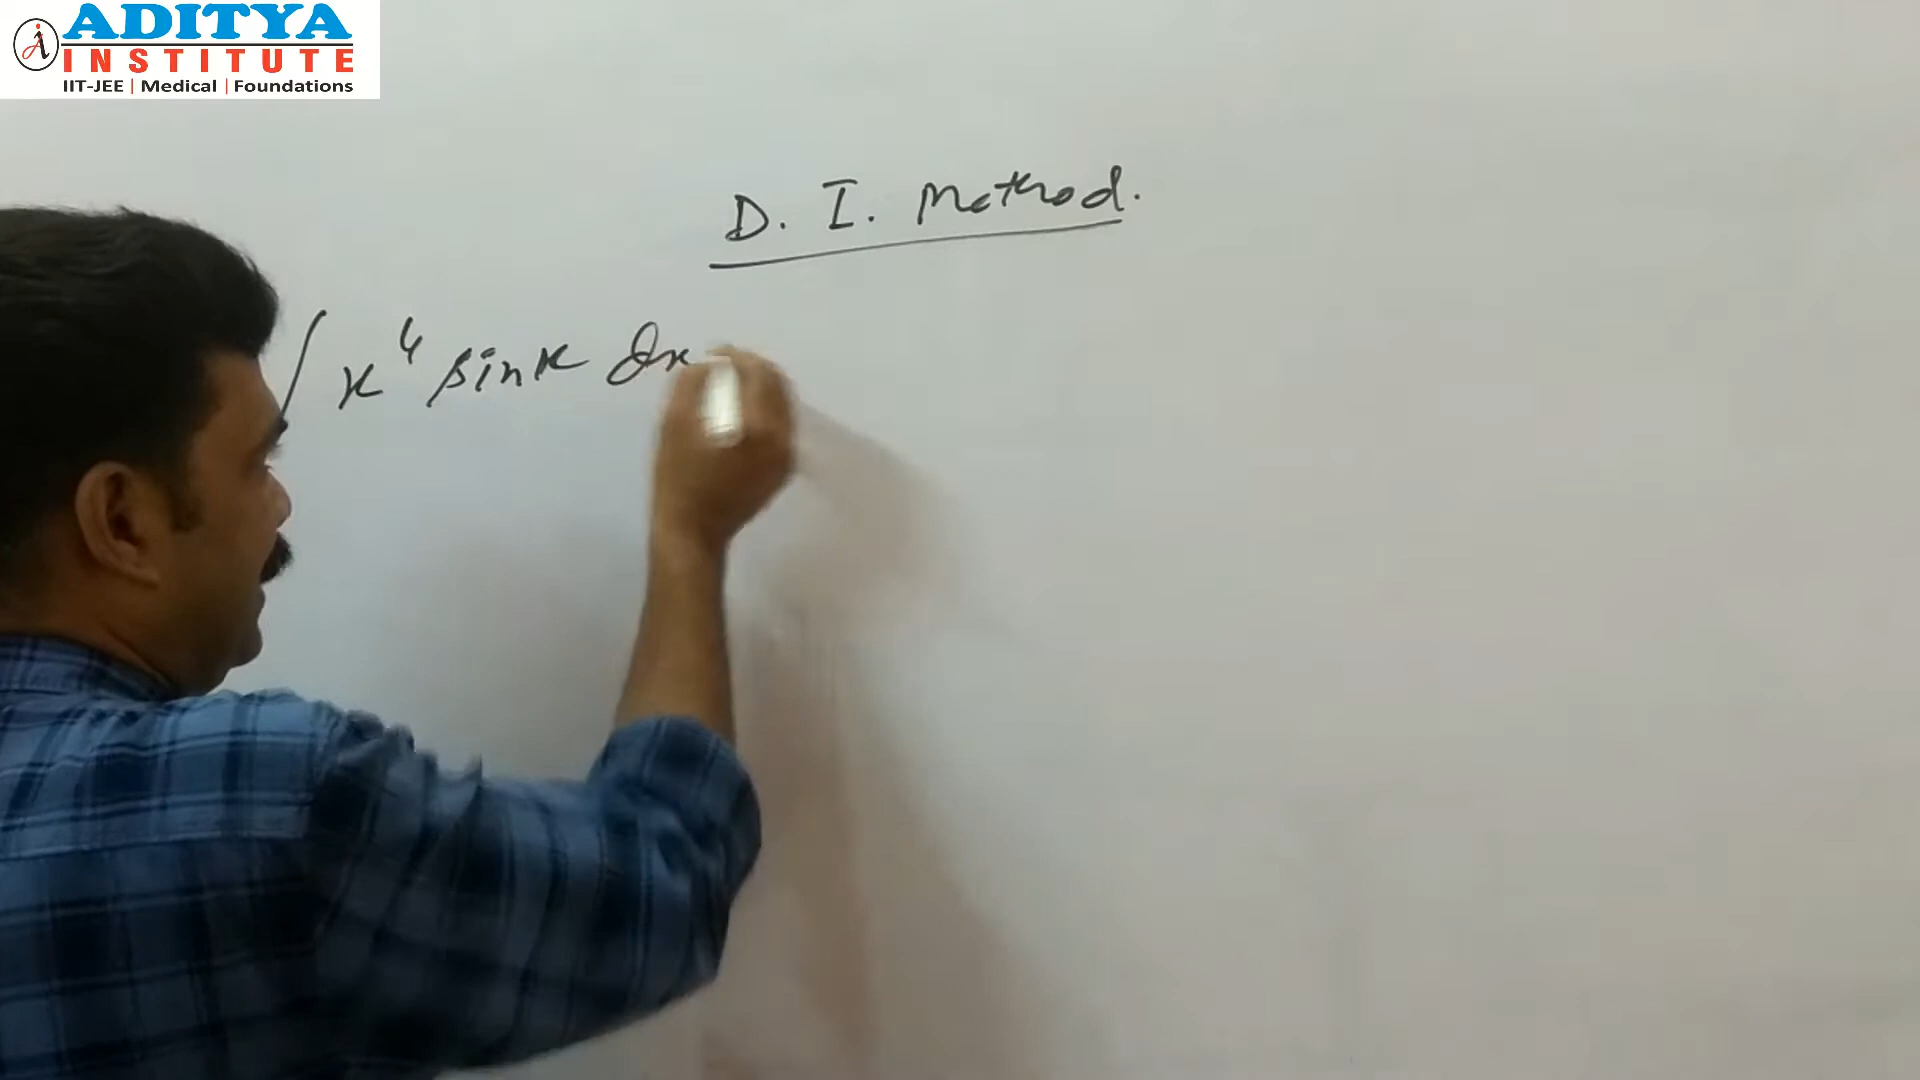 ADITYA
INSTITUTE
IIT-JEE | Medical | Foundations
D. I. Method.
∫ x⁴ sinx dx